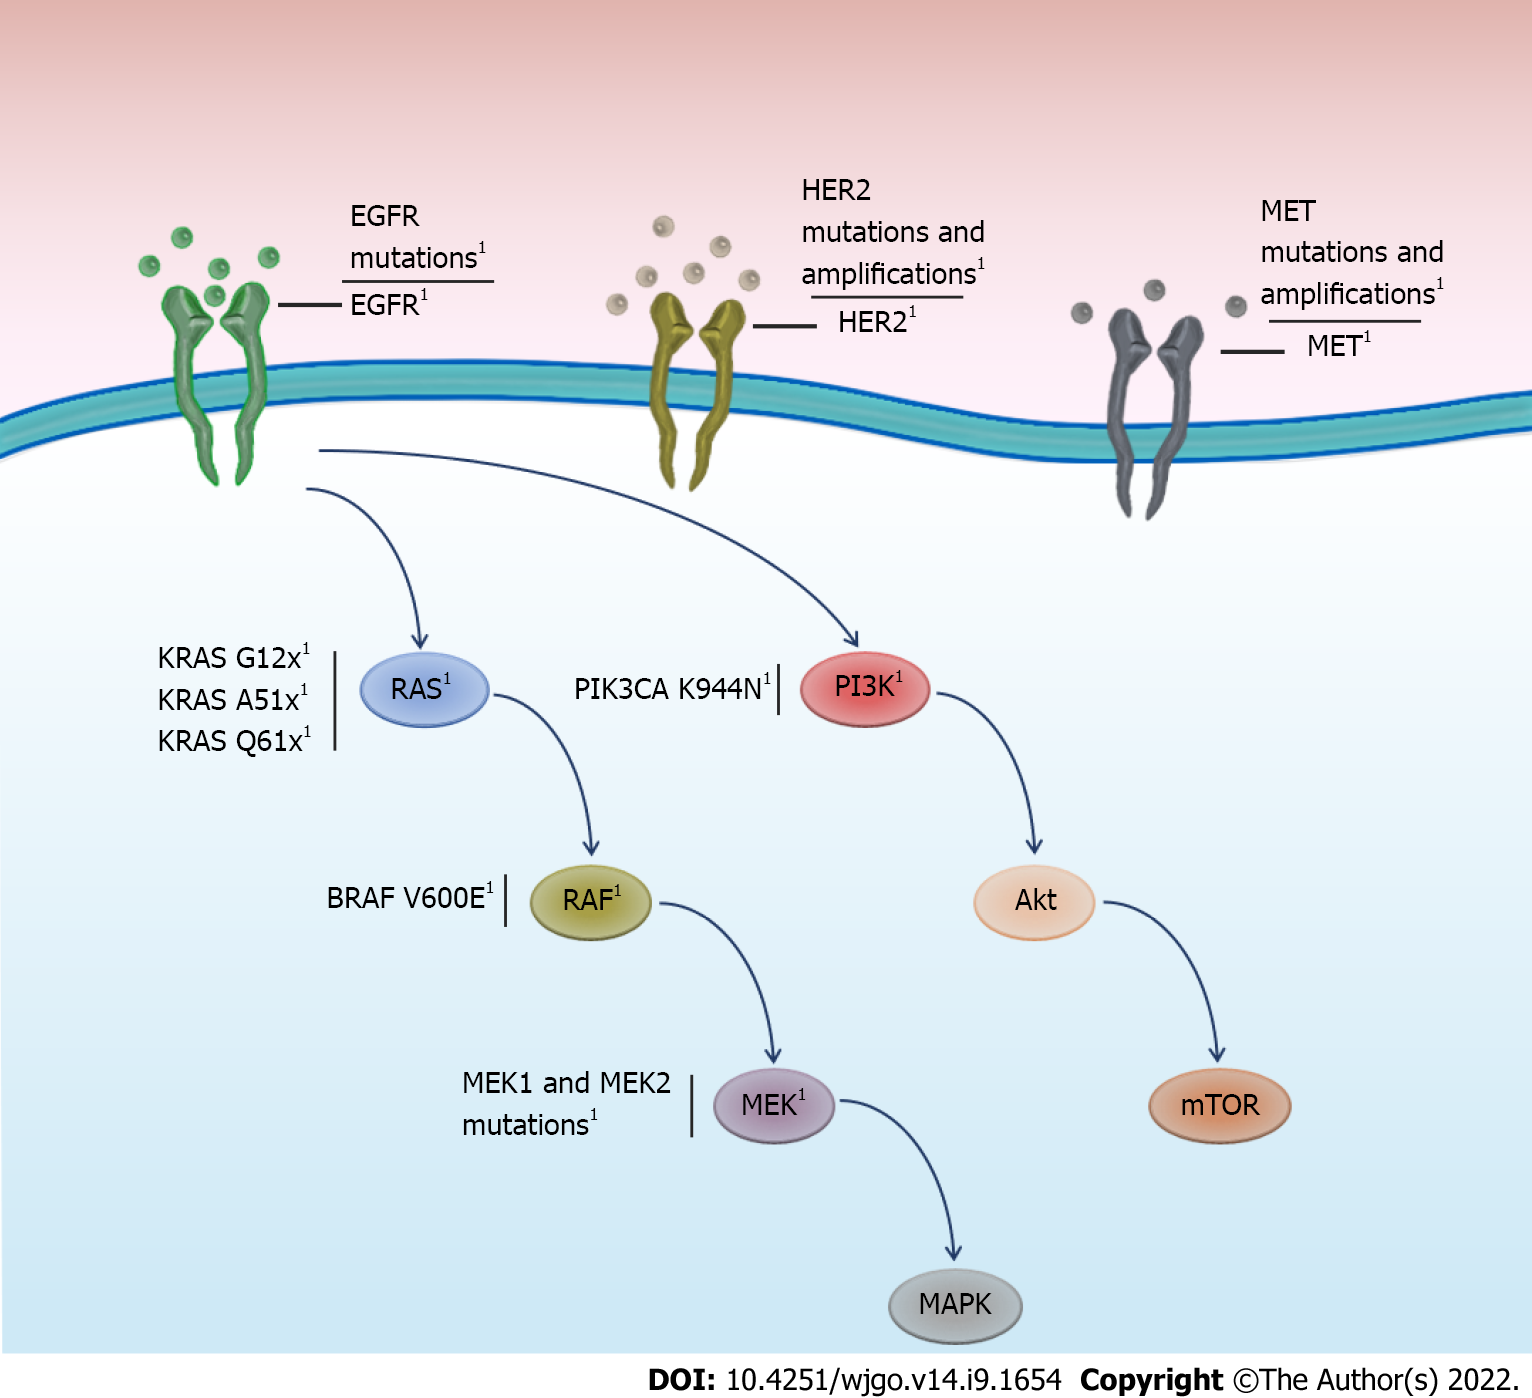 EGFR
mutations¹
EGFR¹
HER2
mutations and
amplifications¹
HER2¹
MET
mutations and
amplifications¹
MET¹
KRAS G12x¹
KRAS A51x¹
KRAS Q61x¹
RAS¹
PIK3CA K944N¹
PI3K¹
BRAF V600E¹
RAF¹
Akt
MEK1 and MEK2
mutations¹
MEK¹
mTOR
MAPK
DOI: 10.4251/wjgo.v14.i9.1654 Copyright ©The Author(s) 2022.